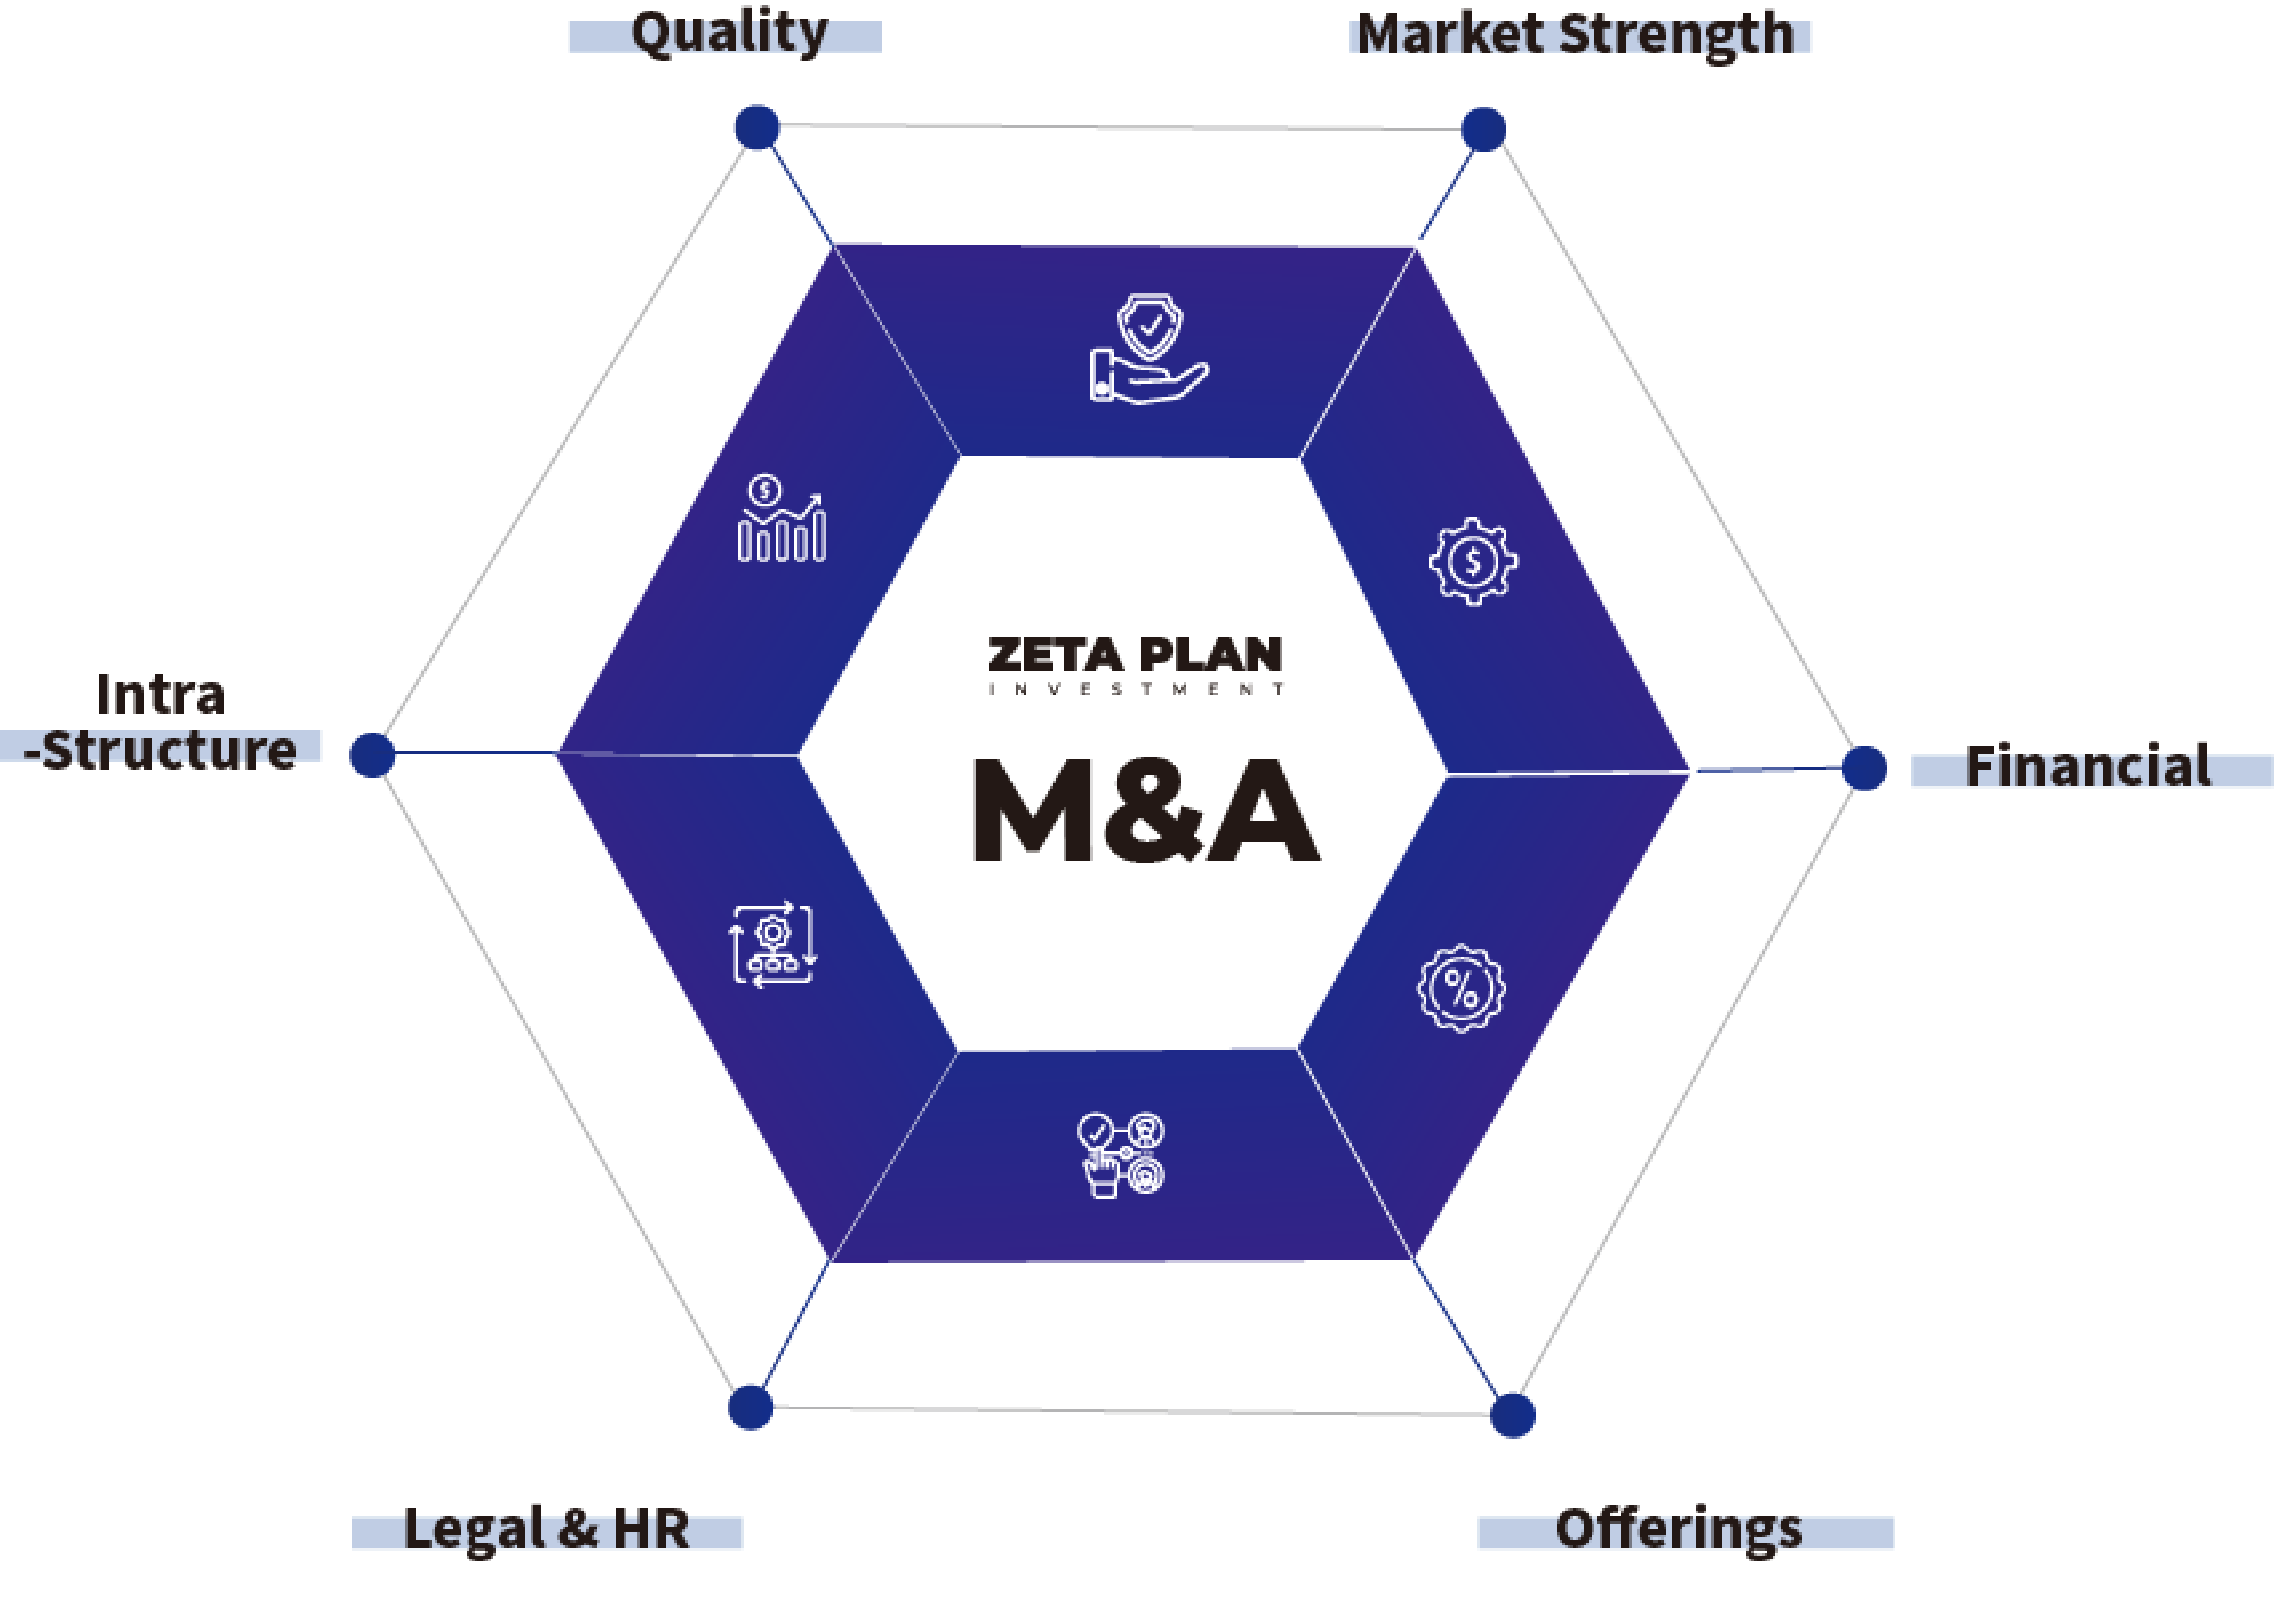 Quality
Market Strength
ZETA PLAN
INVESTMENT
M&A
Intra
-Structure
Financial
Legal & HR
Offerings